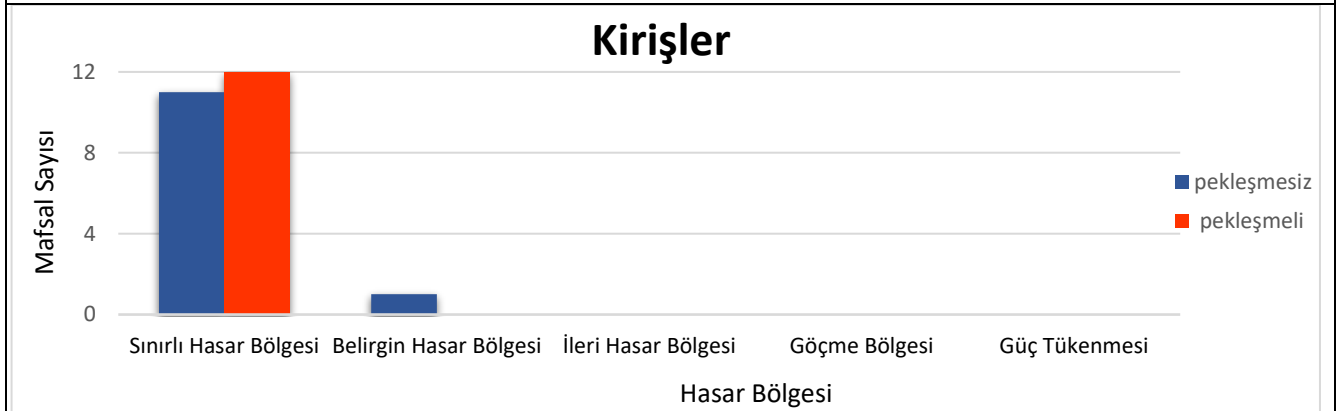 Kirişler
12
8
4
0
Mafsal Sayısı
pekleşmesiz
pekleşmeli
Sınırlı Hasar Bölgesi Belirgin Hasar Bölgesi İleri Hasar Bölgesi Göçme Bölgesi Güç Tükenmesi
Hasar Bölgesi